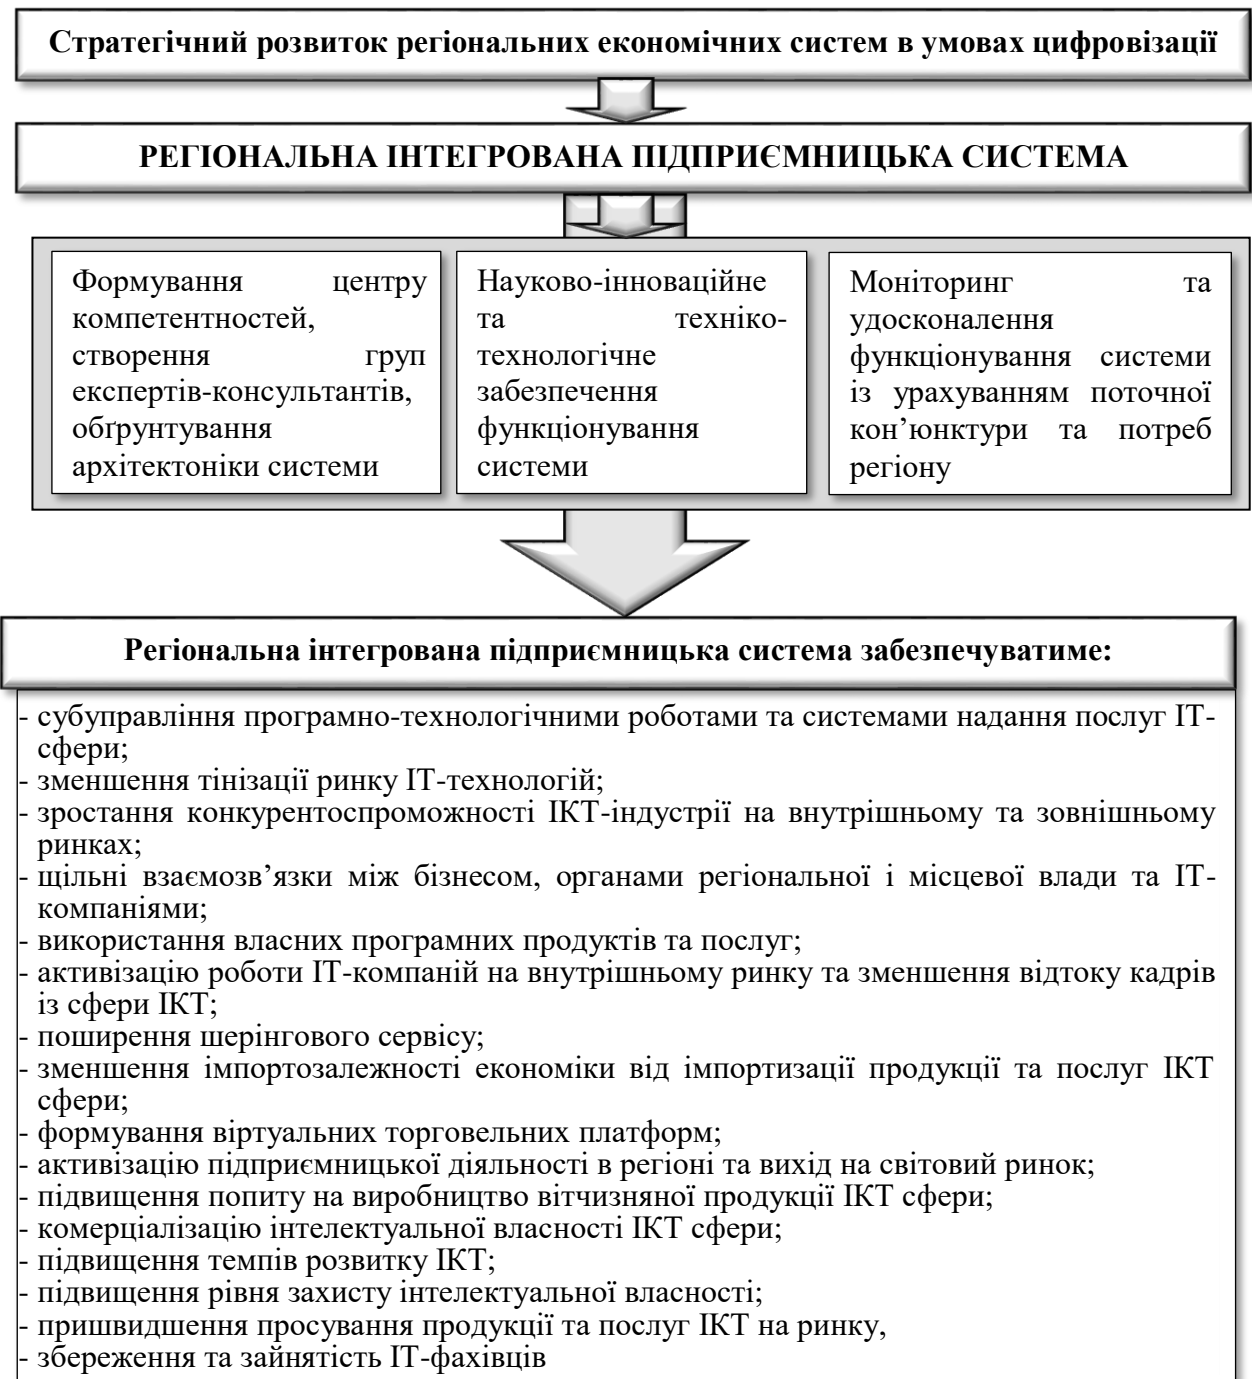 Стратегічний розвиток регіональних економічних систем в умовах цифровізації
РЕГІОНАЛЬНА ІНТЕГРОВАНА ПІДПРИЄМНИЦЬКА СИСТЕМА
Формування центру
компетентностей,
створення груп
експертів-консультантів,
обґрунтування
архітектоніки системи
Науково-інноваційне
та техніко-
технологічне
забезпечення
функціонування
системи
Моніторинг та
удосконалення
функціонування системи
із урахуванням поточної
кон’юнктури та потреб
регіону
Регіональна інтегрована підприємницька система забезпечуватиме:
- субуправління програмно-технологічними роботами та системами надання послуг ІТ-
сфери;
- зменшення тінізації ринку ІТ-технологій;
- зростання конкурентоспроможності ІКТ-індустрії на внутрішньому та зовнішньому
ринках;
- щільні взаємозв’язки між бізнесом, органами регіональної і місцевої влади та ІТ-
компаніями;
- використання власних програмних продуктів та послуг;
- активізацію роботи ІТ-компаній на внутрішньому ринку та зменшення відтоку кадрів
із сфери ІКТ;
- поширення шерінгового сервісу;
- зменшення імпортозалежності економіки від імпортизації продукції та послуг ІКТ
сфери;
- формування віртуальних торговельних платформ;
- активізацію підприємницької діяльності в регіоні та вихід на світовий ринок;
- підвищення попиту на виробництво вітчизняної продукції ІКТ сфери;
- комерціалізацію інтелектуальної власності ІКТ сфери;
- підвищення темпів розвитку ІКТ;
- підвищення рівня захисту інтелектуальної власності;
- пришвидшення просування продукції та послуг ІКТ на ринку,
- збереження та зайнятість ІТ-фахівців